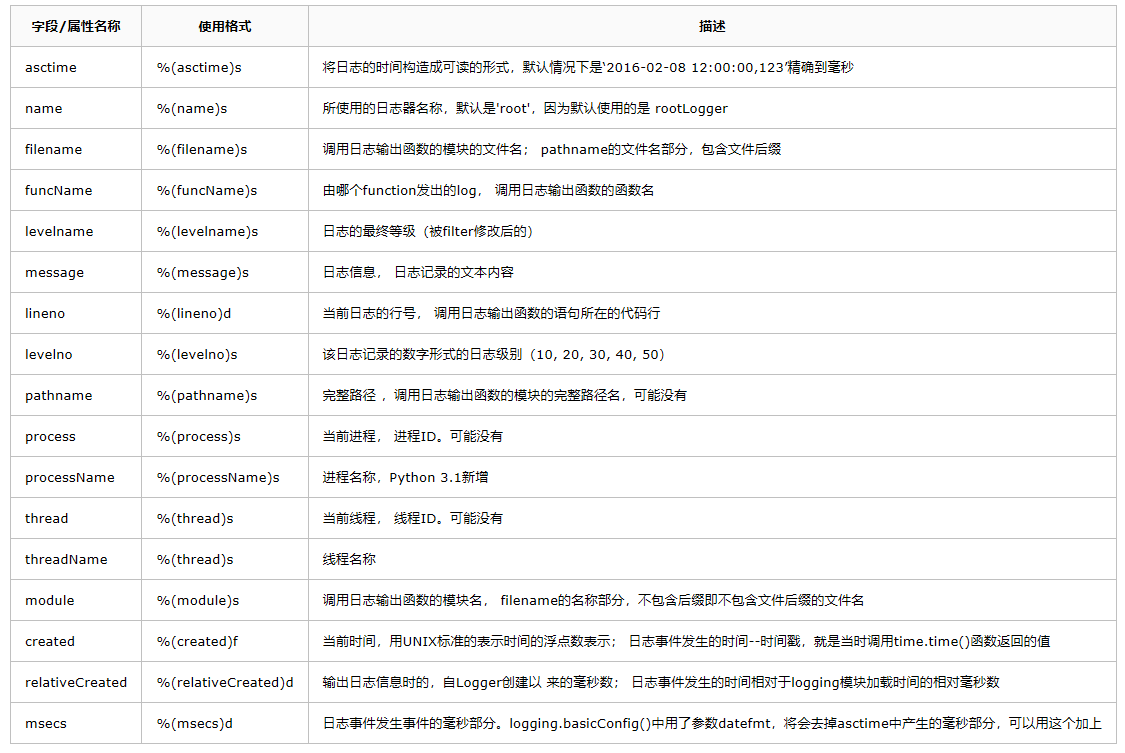 字段/属性名称 使用格式 描述
asctime %(asctime)s 将日志的时间构造成可读的形式，默认情况下是‘2016-02-08 12:00:00,123’精确到毫秒
name %(name)s 所使用的日志器名称，默认是'root'，因为默认使用的是 rootLogger
filename %(filename)s 调用日志输出函数的模块的文件名； pathname的文件名部分，包含文件后缀
funcName %(funcName)s 由哪个function发出的log， 调用日志输出函数的函数名
levelname %(levelname)s 日志的最终等级（被filter修改后的）
message %(message)s 日志信息， 日志记录的文本内容
lineno %(lineno)d 当前日志的行号， 调用日志输出函数的语句所在的代码行
levelno %(levelno)s 该日志记录的数字形式的日志级别（10, 20, 30, 40, 50）
pathname %(pathname)s 完整路径 ，调用日志输出函数的模块的完整路径名，可能没有
process %(process)s 当前进程， 进程ID。可能没有
processName %(processName)s 进程名称，Python 3.1新增
thread %(thread)s 当前线程， 线程ID。可能没有
threadName %(thread)s 线程名称
module %(module)s 调用日志输出函数的模块名， filename的名称部分，不包含后缀即不包含文件后缀的文件名
created %(created)f 当前时间，用UNIX标准的表示时间的浮点数表示； 日志事件发生的时间--时间戳，就是当时调用time.time()函数返回的值
relativeCreated %(relativeCreated)d 输出日志信息时的，自Logger创建以 来的毫秒数； 日志事件发生的时间相对于logging模块加载时间的相对毫秒数
msecs %(msecs)d 日志事件发生事件的毫秒部分。logging.basicConfig()中用了参数datefmt，将会去掉asctime中产生的毫秒部分，可以用这个加上